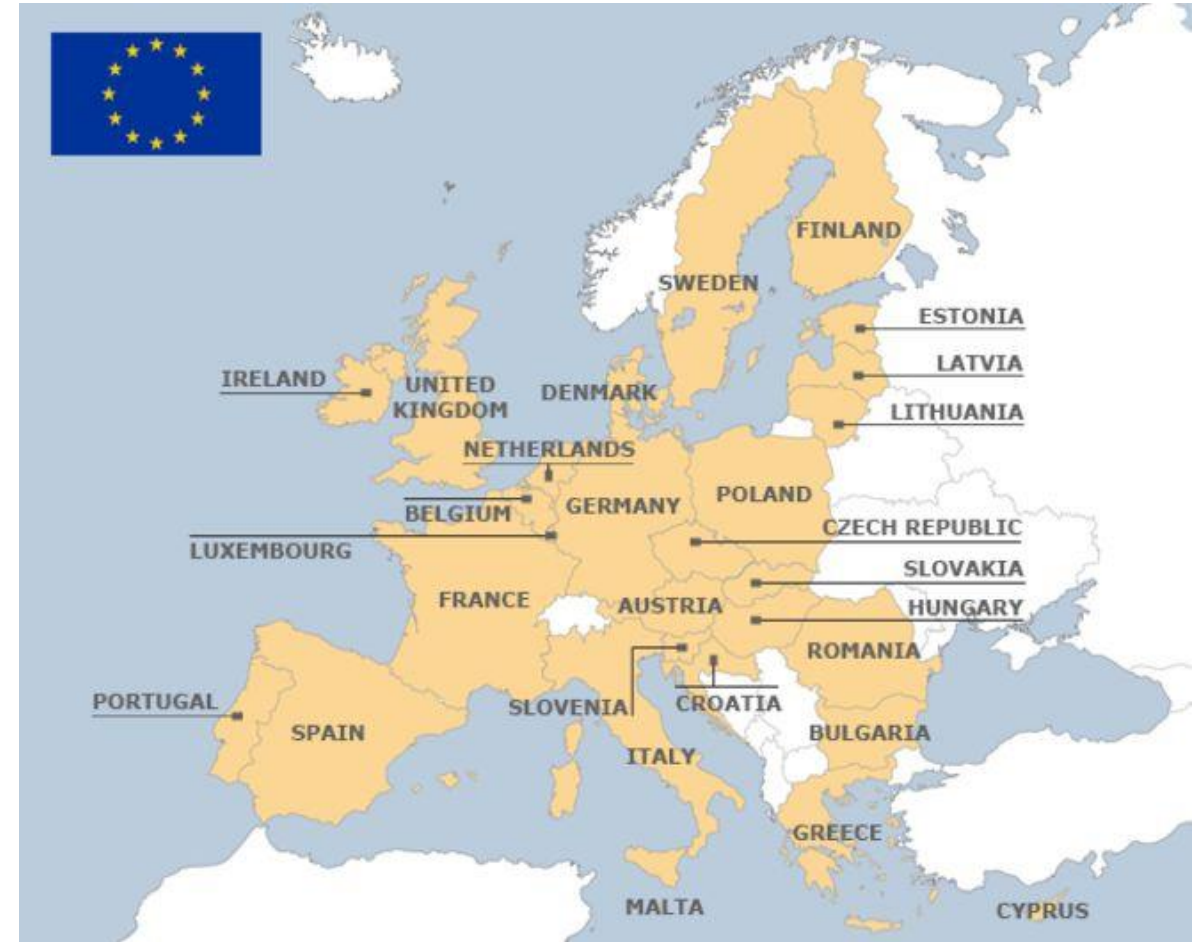 FINLAND
SWEDEN
ESTONIA
LATVIA
IRELAND
UNITED
KINGDOM
DENMARK
LITHUANIA
NETHERLANDS
BELGIUM
GERMANY
POLAND
CZECH REPUBLIC
LUXEMBOURG
SLOVAKIA
FRANCE
AUSTRIA
HUNGARY
ROMANIA
PORTUGAL
SLOVENIA
CROATIA
SPAIN
BULGARIA
ITALY
GREECE
MALTA
CYPRUS